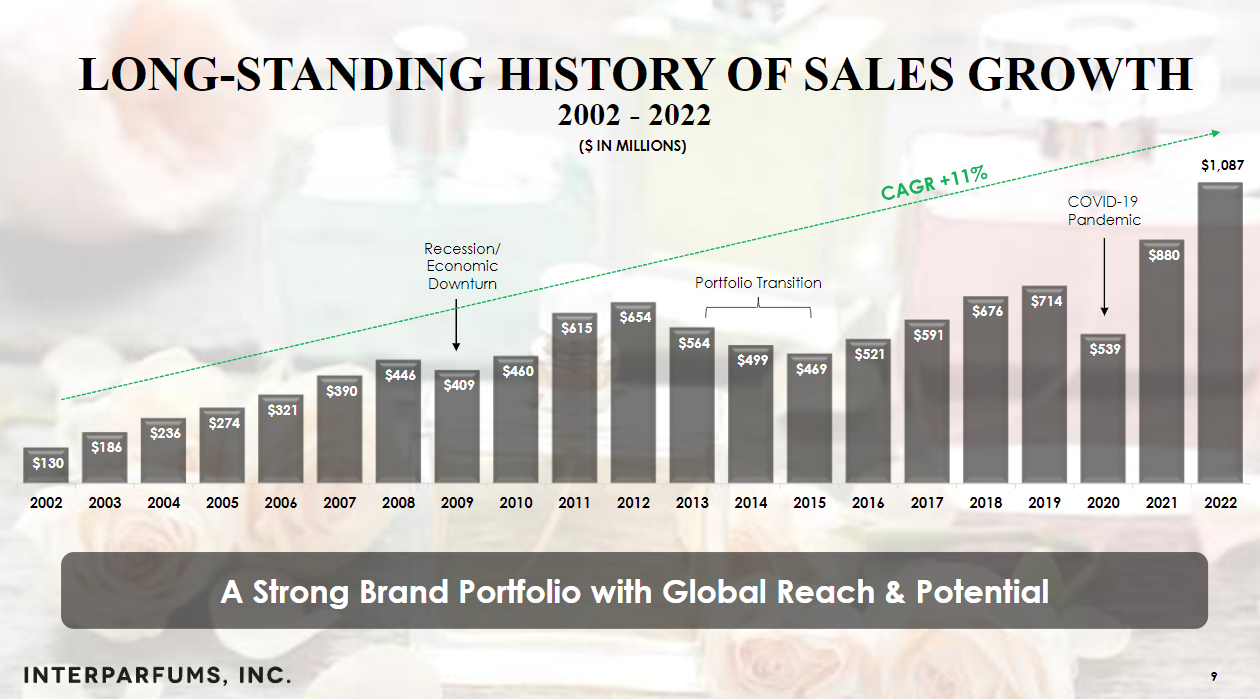 LONG-STANDING HISTORY OF SALES GROWTH
2002 - 2022
($ IN MILLIONS)
CAGR +11%
$1,087
COVID-19
Pandemic
Recession/
Economic
Downturn
Portfolio Transition
$130
$186
$236
$274
$321
$390
$446
$409
$460
$615
$654
$564
$499
$469
$521
$591
$676
$714
$539
$880
2002 2003 2004 2005 2006 2007 2008 2009 2010 2011 2012 2013 2014 2015 2016 2017 2018 2019 2020 2021 2022
A Strong Brand Portfolio with Global Reach & Potential
INTERPARFUMS, INC.
9